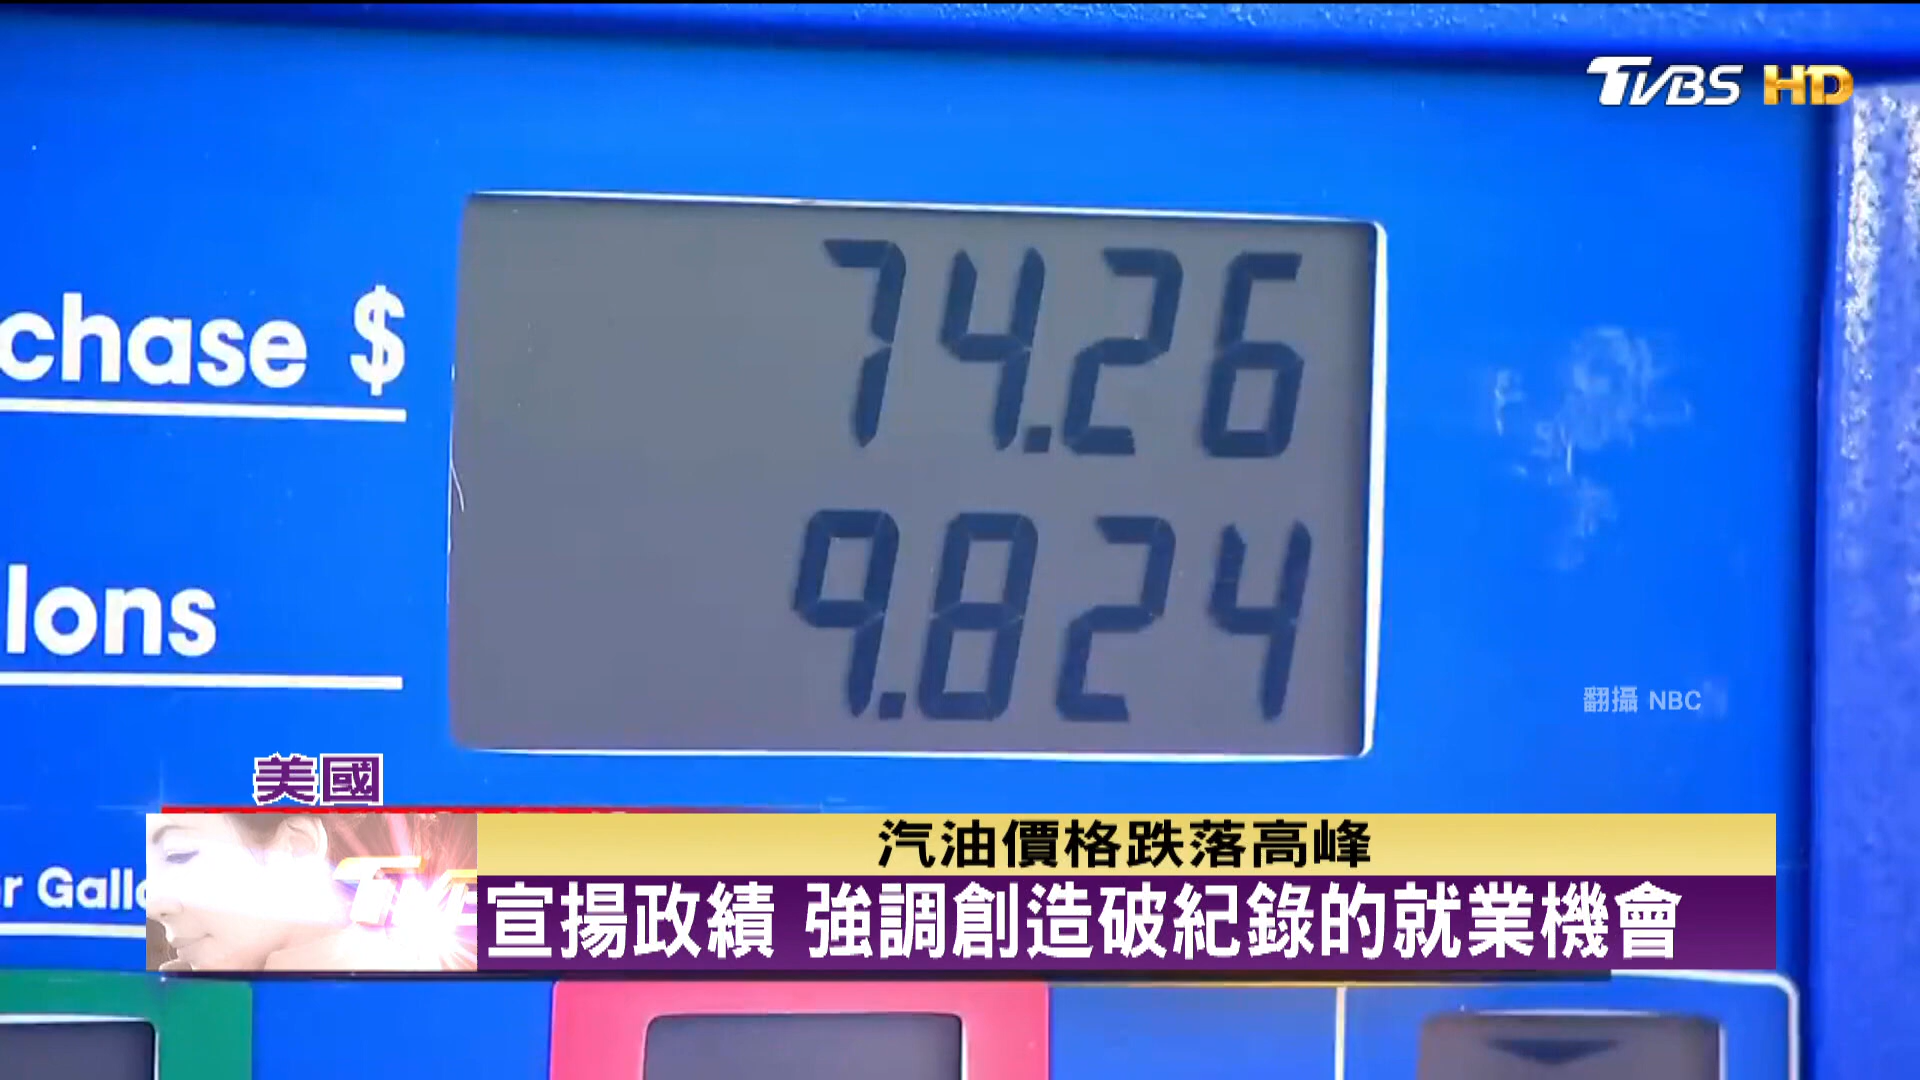 TVBS HD
chase $
74.26
lons
9.824
翻攝 NBC
美國
汽油價格跌落高峰
r Gallo
宣揚政績 強調創造破紀錄的就業機會